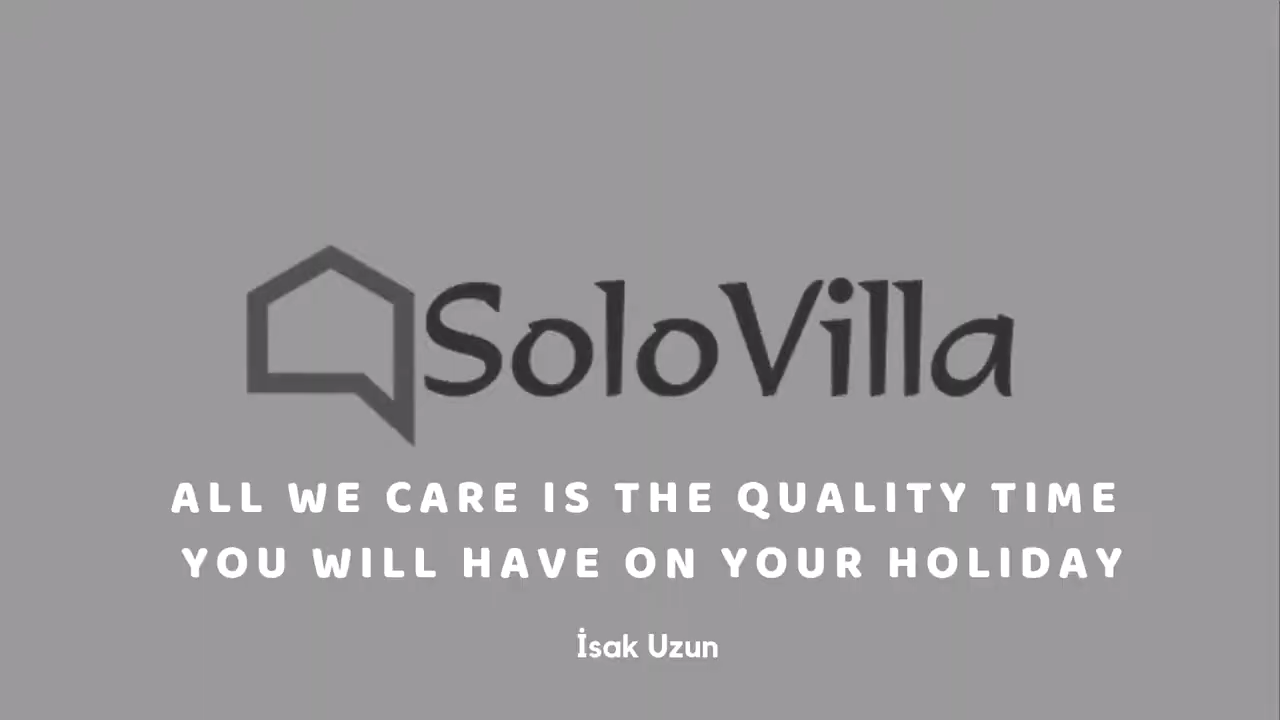 SoloVilla
ALL WE CARE IS THE QUALITY TIME
YOU WILL HAVE ON YOUR HOLIDAY
İsak Uzun